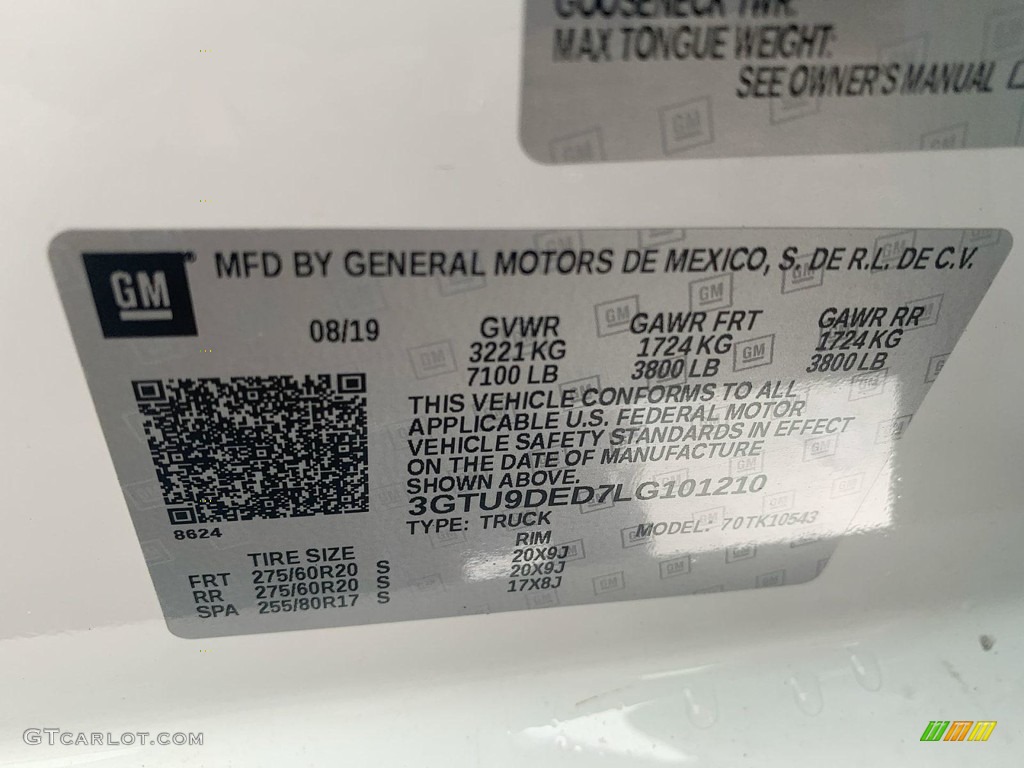 GOOSENECK TWR:
MAX TONGUE WEIGHT:
SEE OWNER'S MANUAL
GM
MFD BY GENERAL MOTORS DE MEXICO, S. DE R.L. DE C.V.
08/19 GVWR GAWR FRT GAWR RR
3221 KG 1724 KG 1724 KG
7100 LB 3800 LB 3800 LB
THIS VEHICLE CONFORMS TO ALL
APPLICABLE U.S. FEDERAL MOTOR
VEHICLE SAFETY STANDARDS IN EFFECT
ON THE DATE OF MANUFACTURE
SHOWN ABOVE.
3GTU9DED7LG101210
8624 TYPE: TRUCK MODEL: 70TK10543
TIRE SIZE RIM
FRT 275/60R20 S 20X9J
RR 275/60R20 S 20X9J
SPA 255/80R17 S 17X8J
GTCARLOT.COM